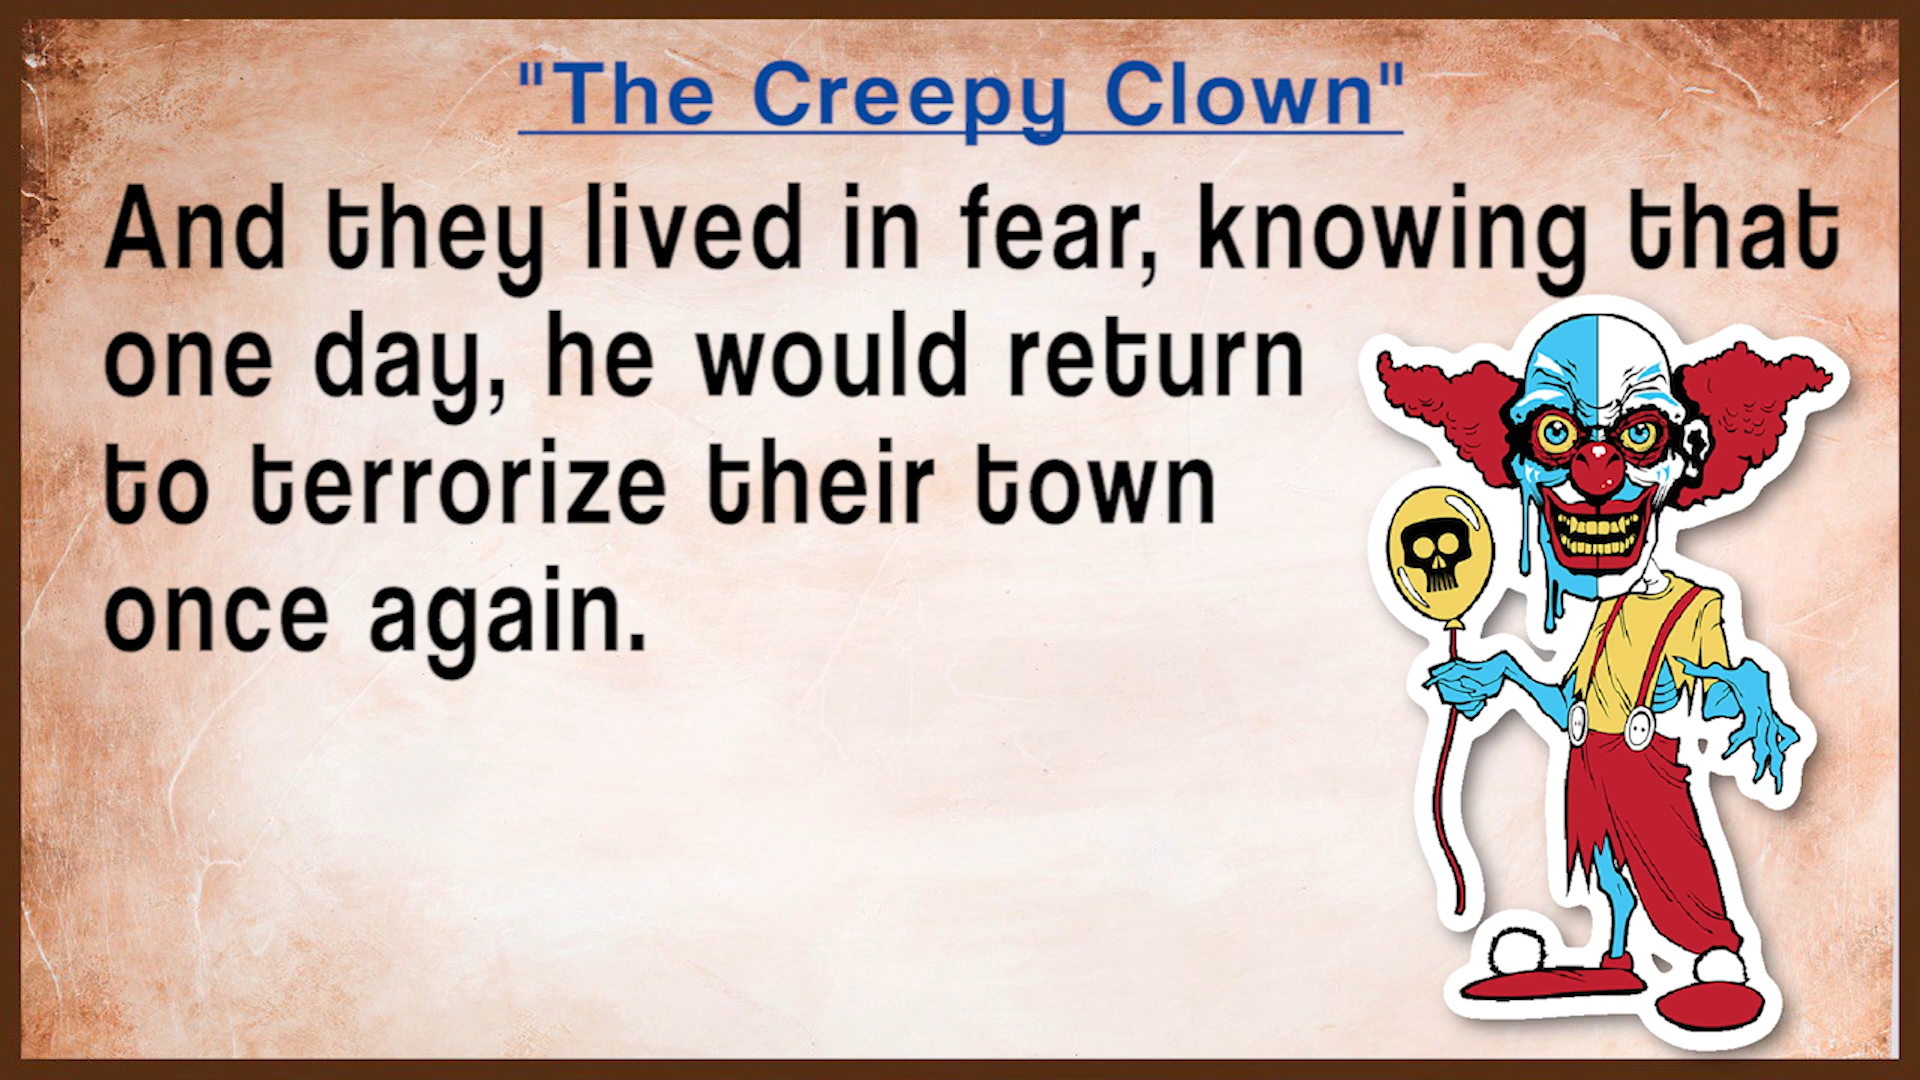 "The Creepy Clown"
And they lived in fear, knowing that
one day, he would return
to terrorize their town
once again.